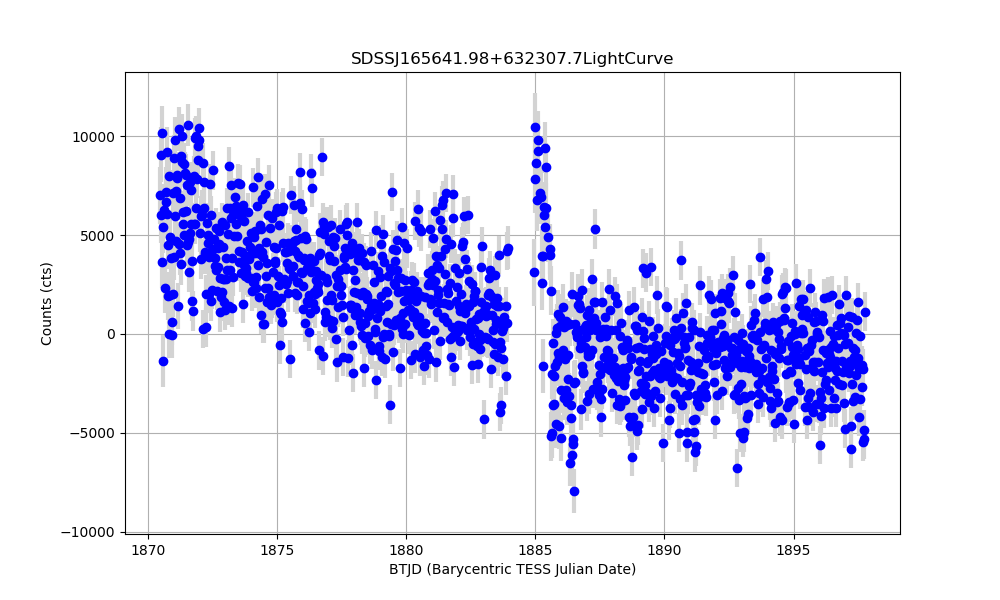 SDSSJ165641.98+632307.7LightCurve
10000
5000
0
−5000
−10000
Counts (cts)
1870 1875 1880 1885 1890 1895
BTJD (Barycentric TESS Julian Date)